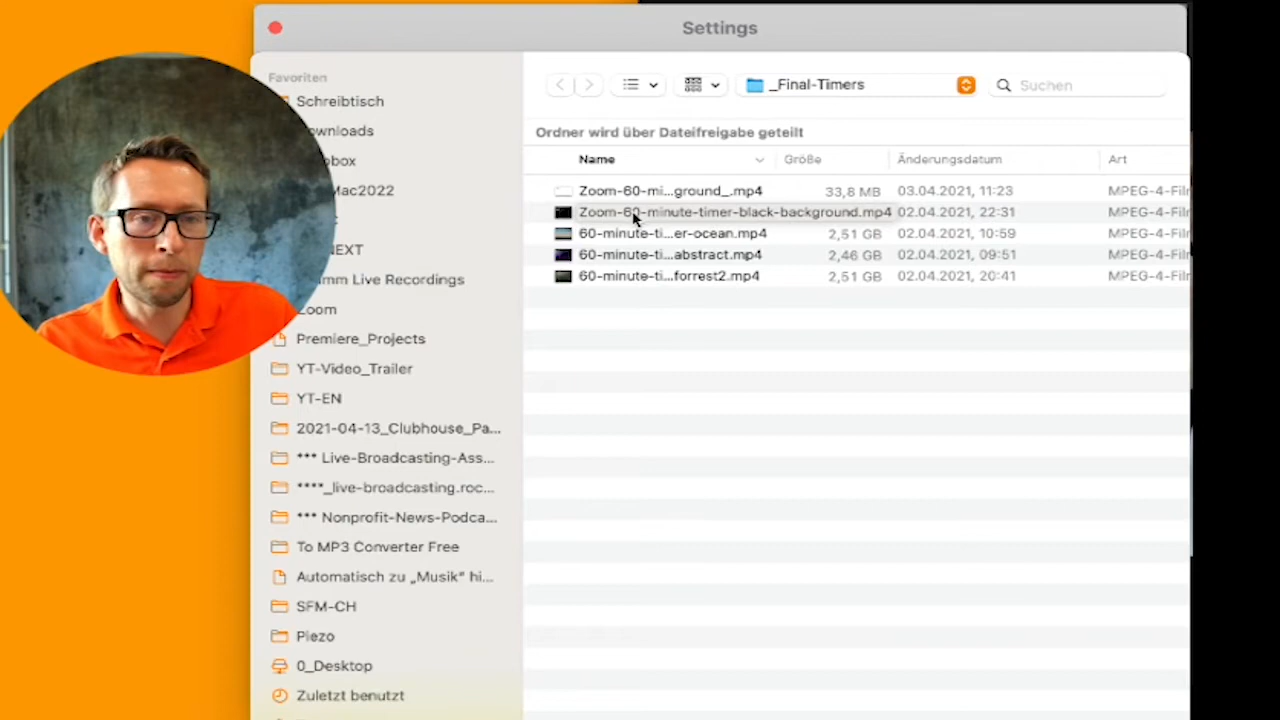 Settings
Favoriten
Schreibtisch
ownloads
box
Mac2022
EXT
mm Live Recordings
Zoom
Premiere_Projects
YT-Video_Trailer
YT-EN
2021-04-13_Clubhouse_Pa...
*** Live-Broadcasting-Ass...
****_live-broadcasting.roc...
*** Nonprofit-News-Podca...
To MP3 Converter Free
Automatisch zu „Musik“ hi...
SFM-CH
Piezo
0_Desktop
Zuletzt benutzt
_Final-Timers
Suchen
Ordner wird über Dateifreigabe geteilt
Name Größe Änderungsdatum Art
Zoom-60-mi...ground_.mp4 33,8 MB 03.04.2021, 11:23 MPEG-4-Film
Zoom-60-minute-timer-black-background.mp4 02.04.2021, 22:31 MPEG-4-Film
60-minute-ti...er-ocean.mp4 2,51 GB 02.04.2021, 10:59 MPEG-4-Film
60-minute-ti...abstract.mp4 2,46 GB 02.04.2021, 09:51 MPEG-4-Film
60-minute-ti...forrest2.mp4 2,51 GB 02.04.2021, 20:41 MPEG-4-Film